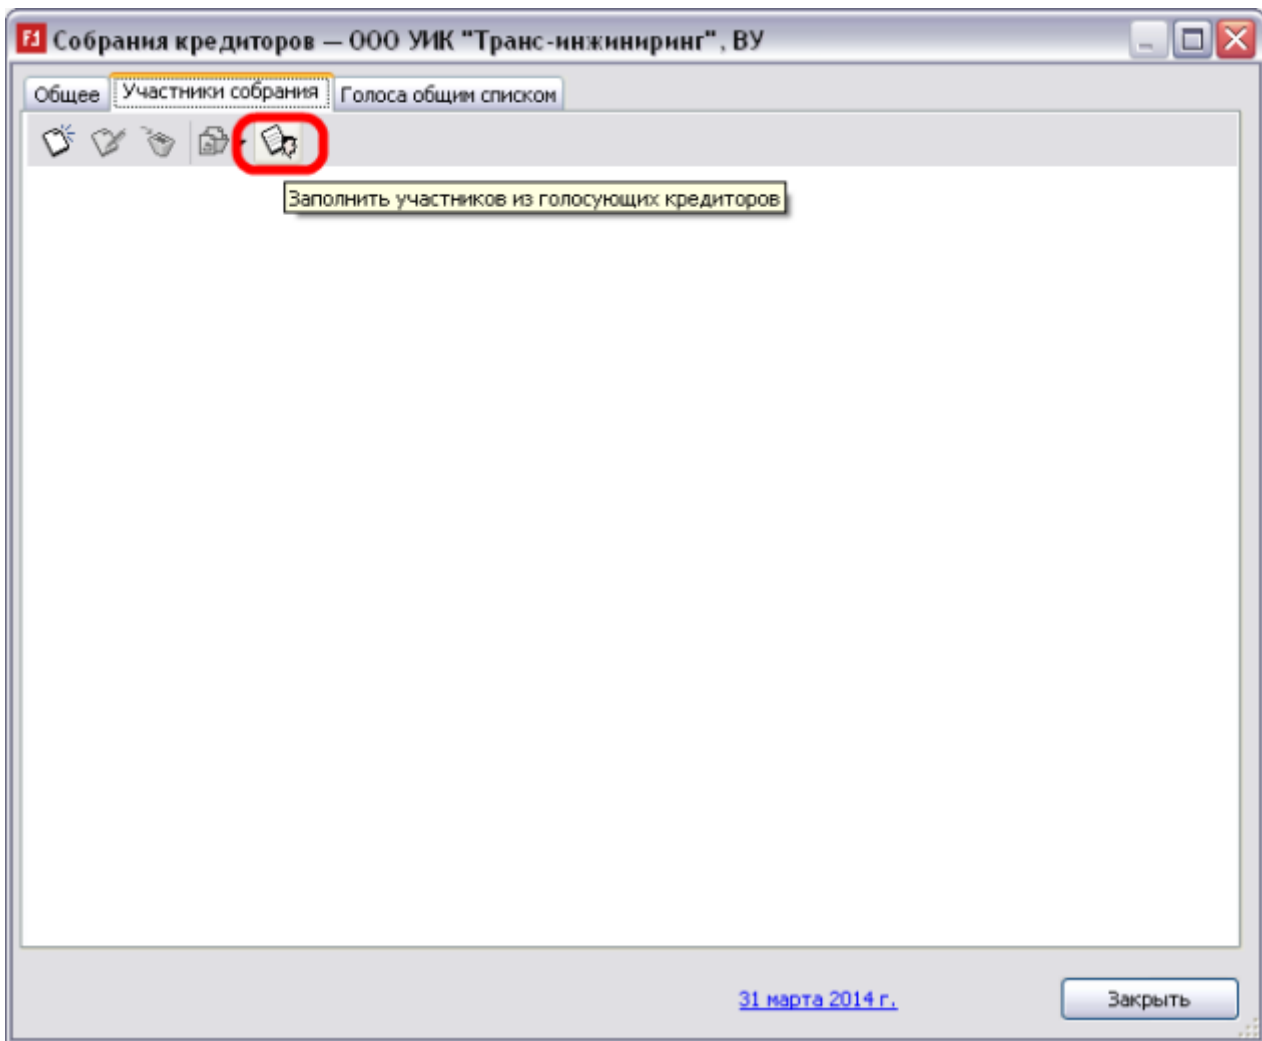 Собрания кредиторов — ООО УИК "Транс-инжиниринг", ВУ
Общее Участники собрания Голоса общим списком
Заполнить участников из голосующих кредиторов
31 марта 2014 г. Закрыть